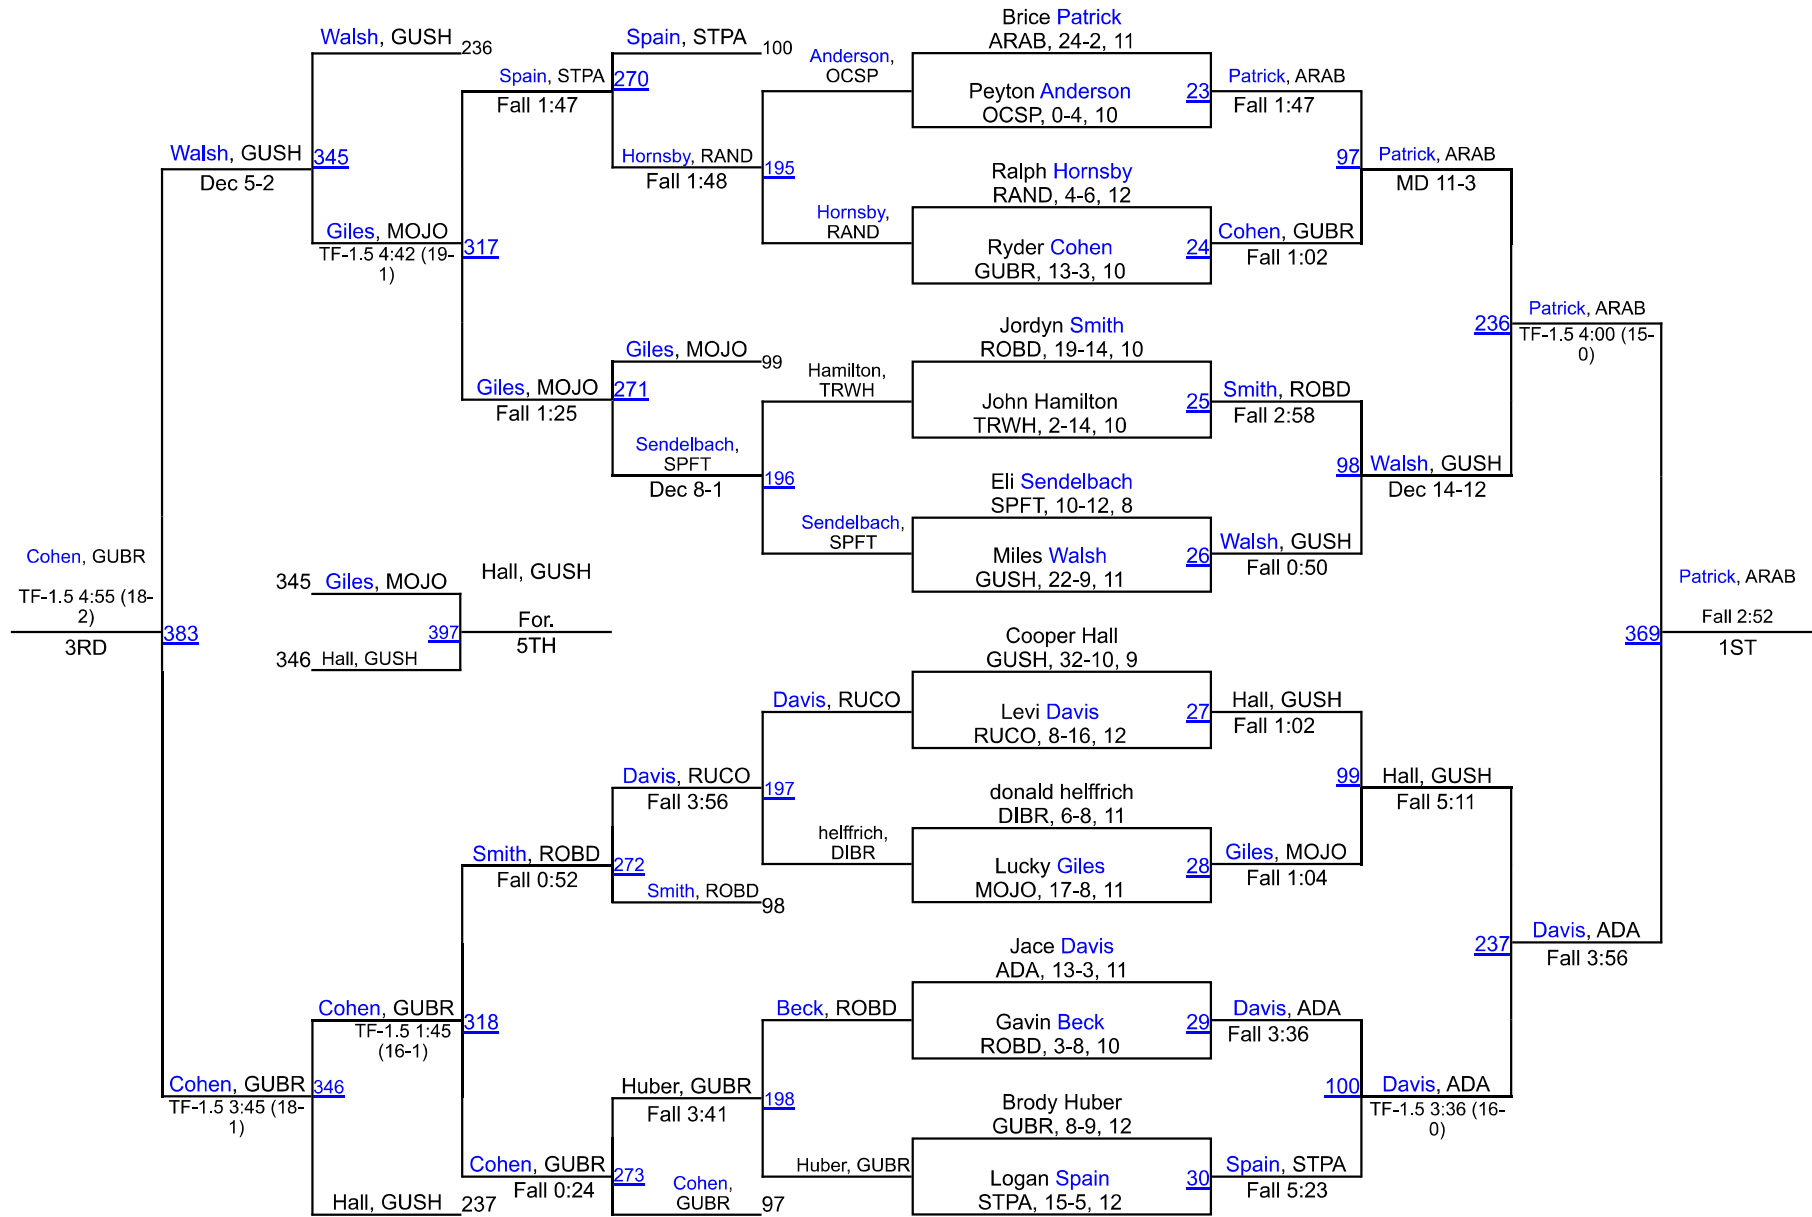 Walsh, GUSH
236
Spain, STPA
100
Brice Patrick
ARAB, 24-2, 11
Anderson,
OCSP
Spain, STPA
270
Fall 1:47
Peyton Anderson
OCSP, 0-4, 10
23
Patrick, ARAB
Fall 1:47
Walsh, GUSH
345
Dec 5-2
Hornsby, RAND
195
Fall 1:48
Ralph Hornsby
RAND, 4-6, 12
97
Patrick, ARAB
MD 11-3
Giles, MOJO
317
TF-1.5 4:42 (19-
1)
Hornsby,
RAND
Ryder Cohen
GUBR, 13-3, 10
24
Cohen, GUBR
Fall 1:02
Jordyn Smith
ROBD, 19-14, 10
236
Patrick, ARAB
TF-1.5 4:00 (15-
0)
Giles, MOJO
99
Hamilton,
TRWH
Giles, MOJO
271
Fall 1:25
John Hamilton
TRWH, 2-14, 10
25
Smith, ROBD
Fall 2:58
Sendelbach,
SPFT
196
Dec 8-1
Eli Sendelbach
SPFT, 10-12, 8
98
Walsh, GUSH
Dec 14-12
Sendelbach,
SPFT
Miles Walsh
GUSH, 22-9, 11
26
Walsh, GUSH
Fall 0:50
Cohen, GUBR
TF-1.5 4:55 (18-
2)
383
3RD
345
Giles, MOJO
Hall, GUSH
397
For.
5TH
346
Hall, GUSH
Patrick, ARAB
369
Fall 2:52
1ST
Cooper Hall
GUSH, 32-10, 9
Davis, RUCO
Levi Davis
RUCO, 8-16, 12
27
Hall, GUSH
Fall 1:02
Davis, RUCO
197
Fall 3:56
donald helffrich
DIBR, 6-8, 11
99
Hall, GUSH
Fall 5:11
helffrich,
DIBR
Smith, ROBD
272
Fall 0:52
Smith, ROBD
98
Lucky Giles
MOJO, 17-8, 11
28
Giles, MOJO
Fall 1:04
Jace Davis
ADA, 13-3, 11
237
Davis, ADA
Fall 3:56
Cohen, GUBR
318
TF-1.5 1:45
(16-1)
Beck, ROBD
Gavin Beck
ROBD, 3-8, 10
29
Davis, ADA
Fall 3:36
Cohen, GUBR
346
TF-1.5 3:45 (18-
1)
Huber, GUBR
198
Fall 3:41
Brody Huber
GUBR, 8-9, 12
100
Davis, ADA
TF-1.5 3:36 (16-
0)
Cohen, GUBR
273
Fall 0:24
Huber, GUBR
Logan Spain
STPA, 15-5, 12
30
Spain, STPA
Fall 5:23
Hall, GUSH
237
Cohen,
GUBR
97